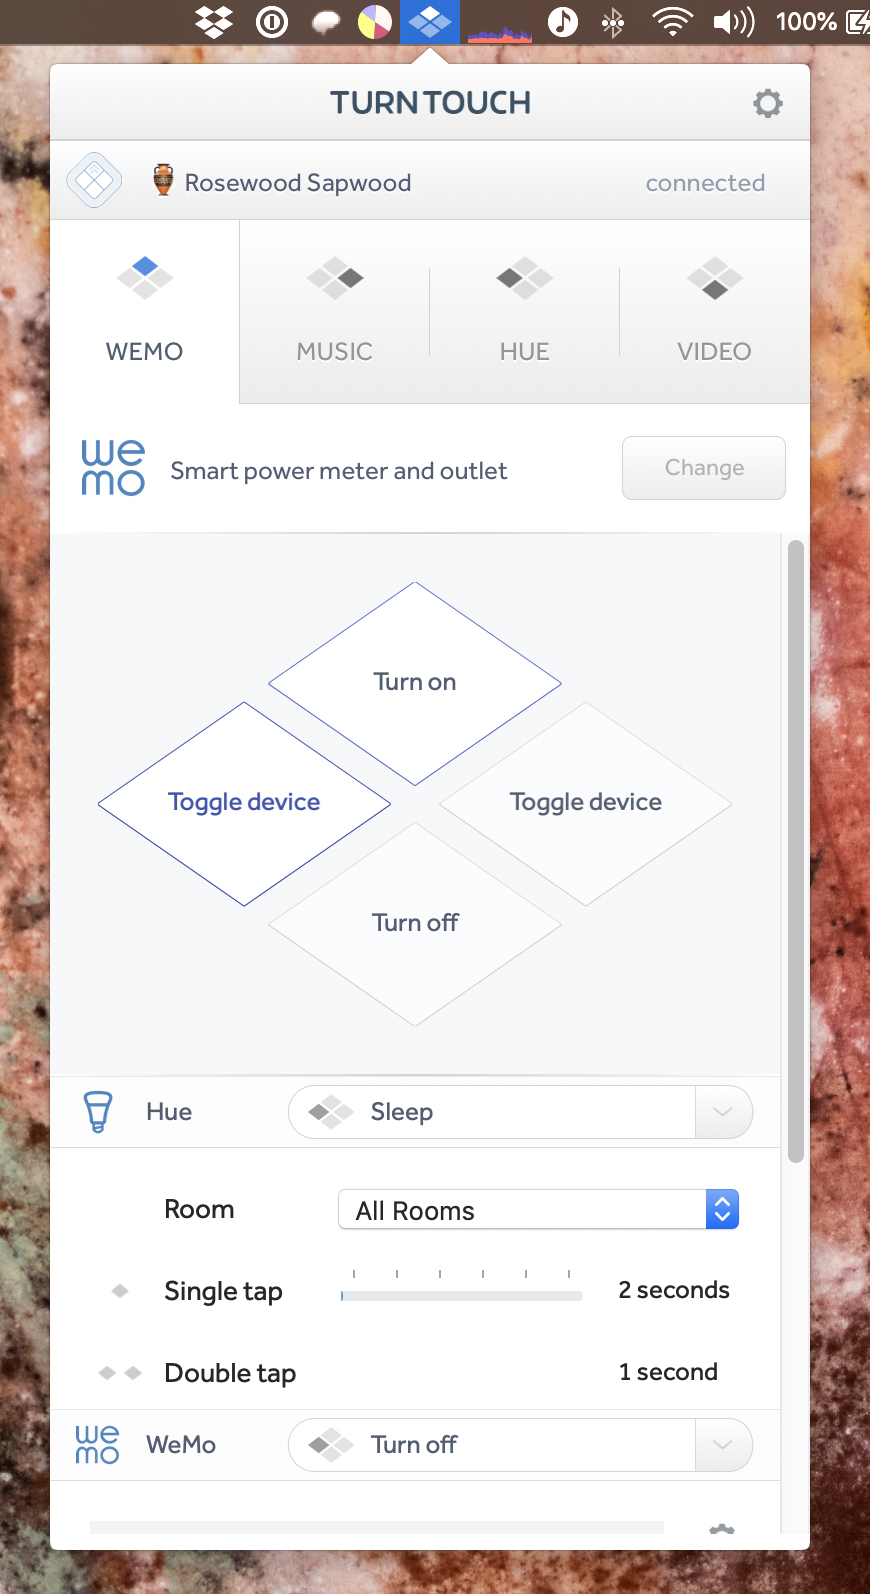 100%
TURN TOUCH
Rosewood Sapwood
connected
WEMO
MUSIC
HUE
VIDEO
we
mo
Smart power meter and outlet
Change
Turn on
Toggle device
Toggle device
Turn off
Hue
Sleep
Room
All Rooms
Single tap
2 seconds
Double tap
1 second
we
mo
WeMo
Turn off